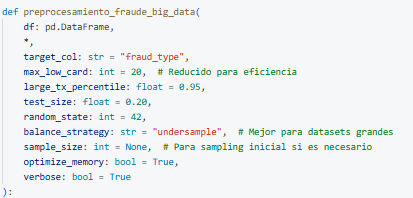 def preprocesamiento_fraude_big_data(
    df: pd.DataFrame,
    *,
    target_col: str = "fraud_type",
    max_low_card: int = 20,  # Reducido para eficiencia
    large_tx_percentile: float = 0.95,
    test_size: float = 0.20,
    random_state: int = 42,
    balance_strategy: str = "undersample",  # Mejor para datasets grandes
    sample_size: int = None,  # Para sampling inicial si es necesario
    optimize_memory: bool = True,
    verbose: bool = True
):